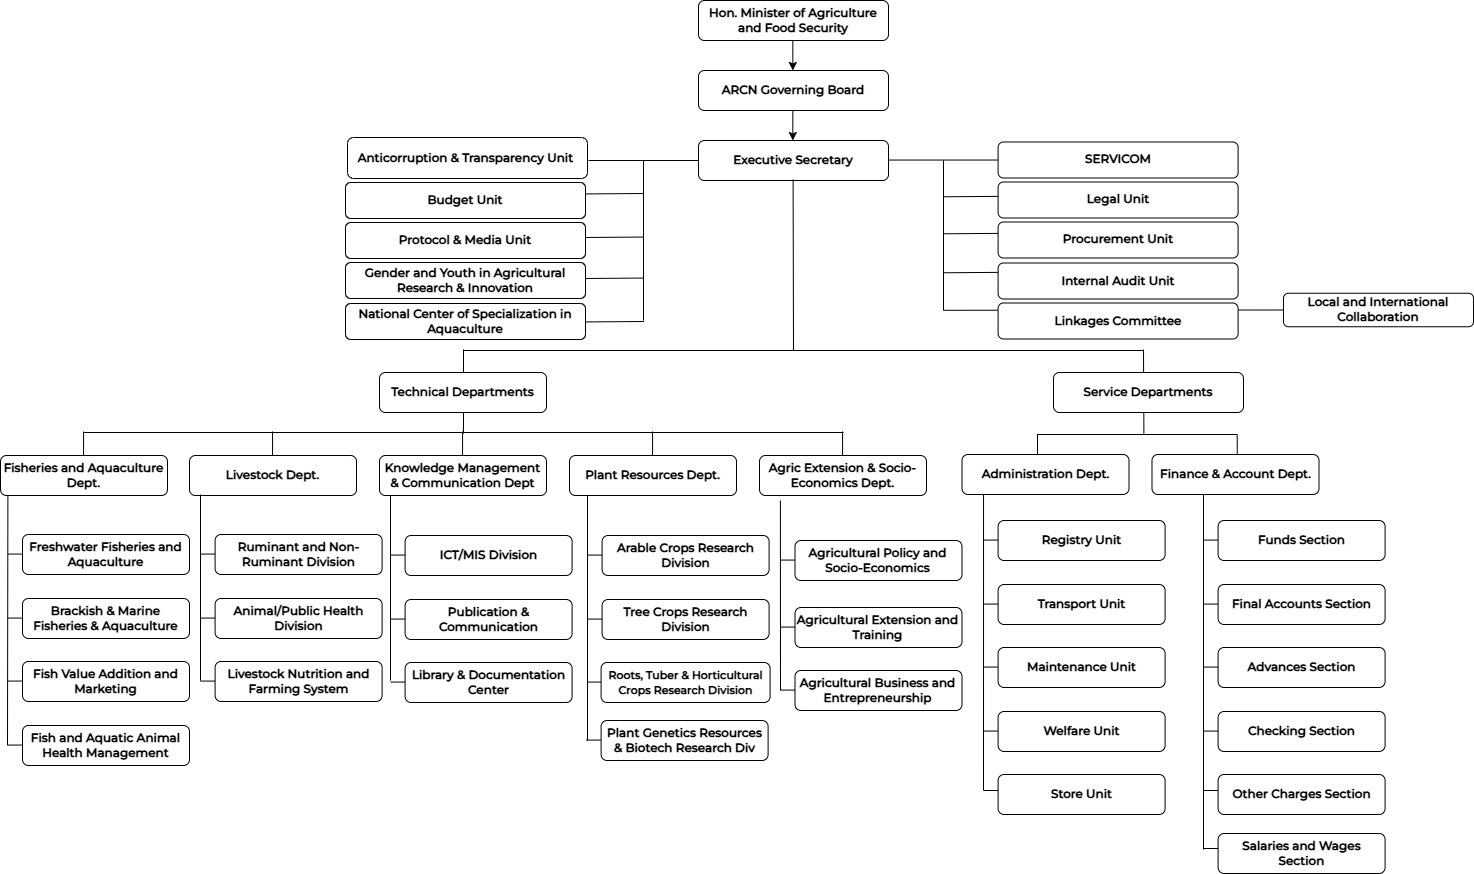 Hon. Minister of Agriculture
and Food Security
ARCN Governing Board
Executive Secretary
Anticorruption & Transparency Unit
Budget Unit
Protocol & Media Unit
Gender and Youth in Agricultural
Research & Innovation
National Center of Specialization in
Aquaculture
SERVICOM
Legal Unit
Procurement Unit
Internal Audit Unit
Linkages Committee
Local and International
Collaboration
Technical Departments
Service Departments
Fisheries and Aquaculture
Dept.
Freshwater Fisheries and
Aquaculture
Brackish & Marine
Fisheries & Aquaculture
Fish Value Addition and
Marketing
Fish and Aquatic Animal
Health Management
Livestock Dept.
Ruminant and Non-
Ruminant Division
Animal/Public Health
Division
Livestock Nutrition and
Farming System
Knowledge Management
& Communication Dept
ICT/MIS Division
Publication &
Communication
Library & Documentation
Center
Plant Resources Dept.
Arable Crops Research
Division
Tree Crops Research
Division
Roots, Tuber & Horticultural
Crops Research Division
Plant Genetics Resources
& Biotech Research Div
Agric Extension & Socio-
Economics Dept.
Agricultural Policy and
Socio-Economics
Agricultural Extension and
Training
Agricultural Business and
Entrepreneurship
Administration Dept.
Registry Unit
Transport Unit
Maintenance Unit
Welfare Unit
Store Unit
Finance & Account Dept.
Funds Section
Final Accounts Section
Advances Section
Checking Section
Other Charges Section
Salaries and Wages
Section